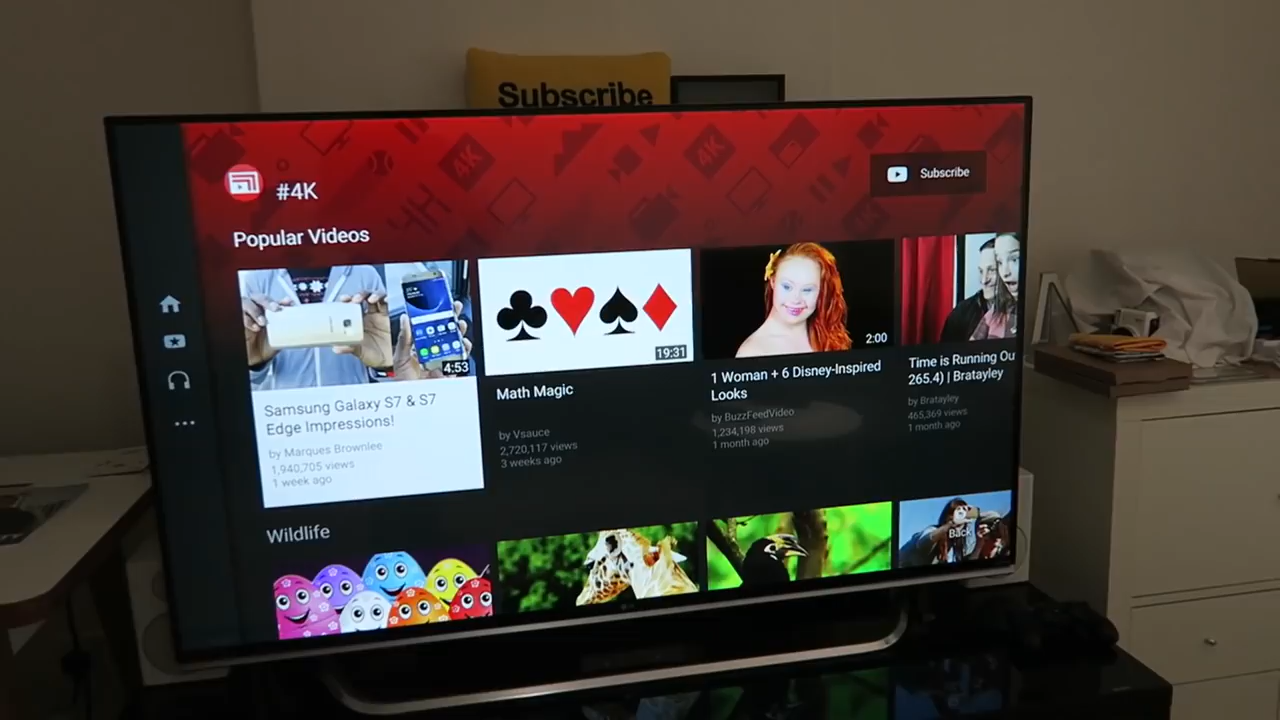 Subscribe
4K
4K
#4K
Subscribe
Popular Videos
4:53
Samsung Galaxy S7 & S7
Edge Impressions!
by Marques Brownlee
1,940,705 views
1 week ago
19:31
Math Magic
by Vsauce
2,720,117 views
3 weeks ago
2:00
1 Woman + 6 Disney-Inspired
Looks
by BuzzFeedVideo
1,234,198 views
1 month ago
Time is Running Ou
265.4) | Bratayley
by Bratayley
465,369 views
1 month ago
Wildlife
Back